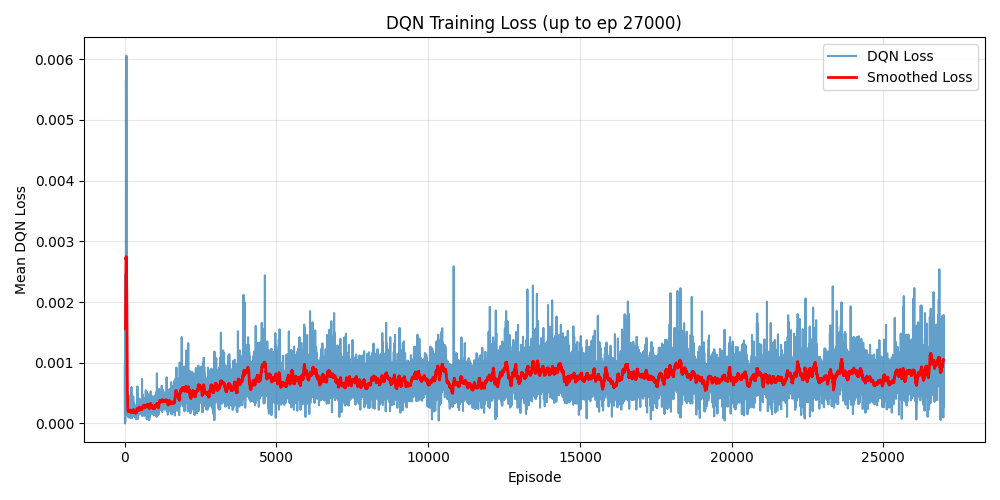 DQN Training Loss (up to ep 27000)
DQN Loss
Smoothed Loss
0.006
0.005
0.004
0.003
0.002
0.001
0.000
Mean DQN Loss
0 5000 10000 15000 20000 25000
Episode